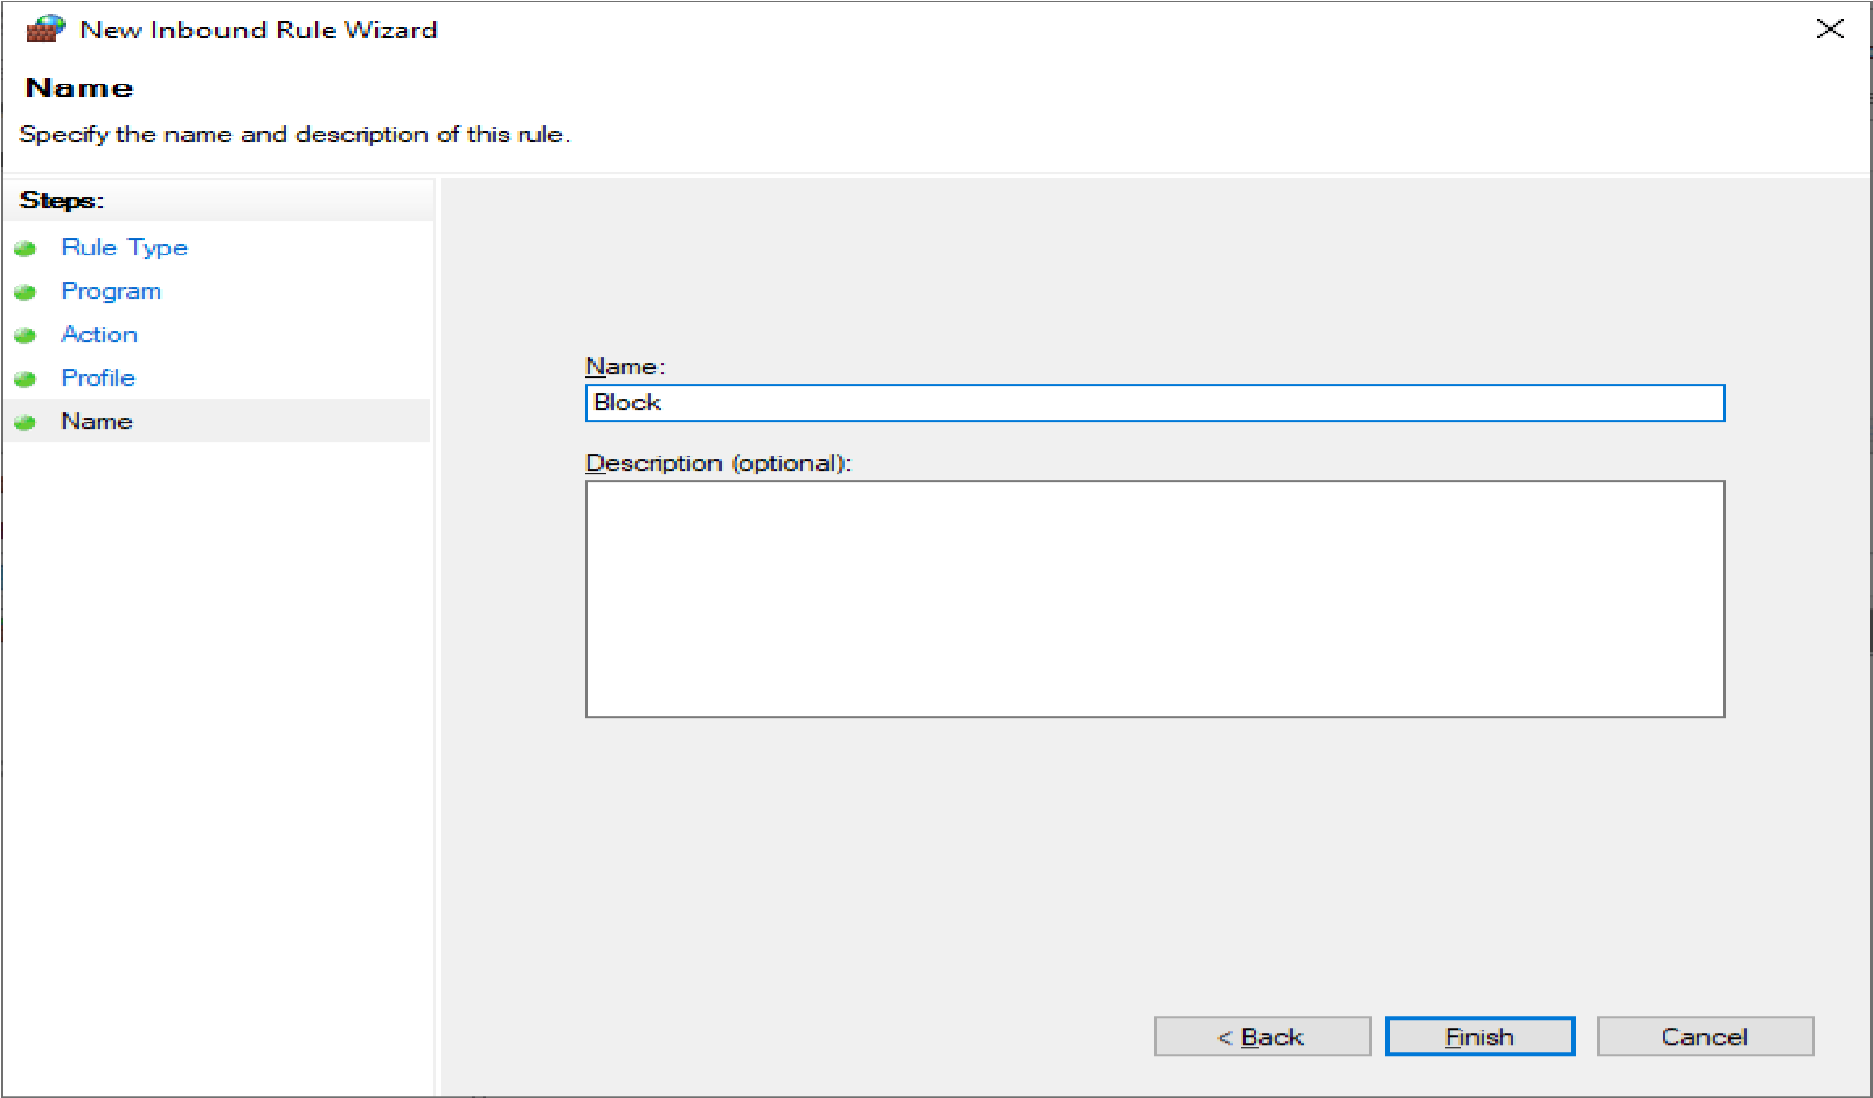 New Inbound Rule Wizard
Name
Specify the name and description of this rule.
Steps:
Rule Type
Program
Action
Profile
Name
Name:
Block
Description (optional):
< Back
Finish
Cancel